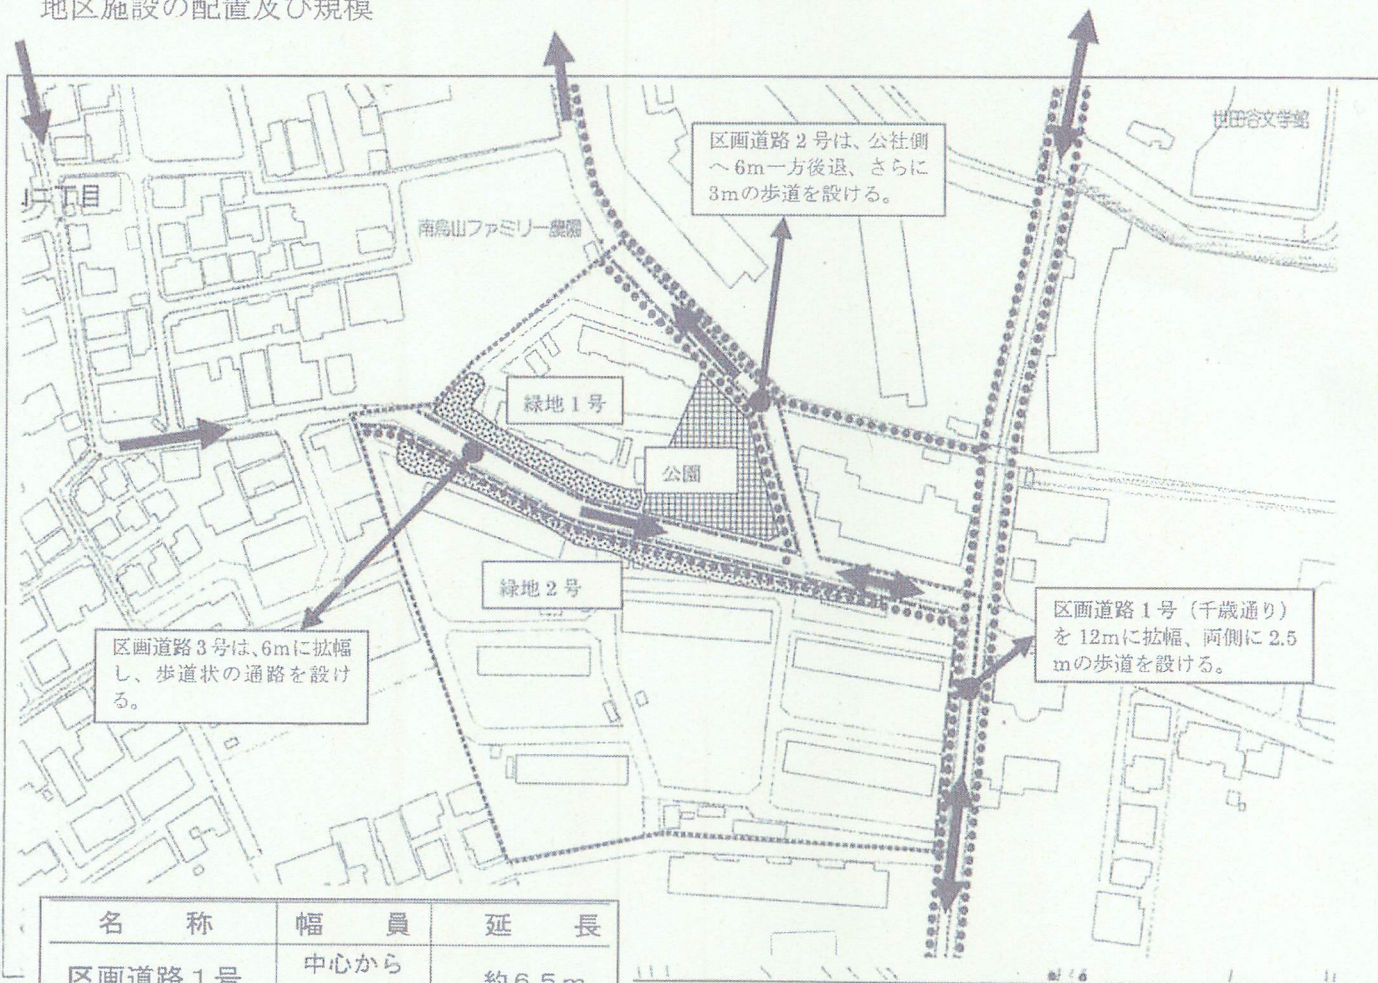 地区施設の配置及び規模
世田谷文学館
区画道路２号は、公社側
へ 6m一方後退、さらに
3mの歩道を設ける。
二丁目
南烏山ファミリー農園
緑地１号
公園
緑地２号
区画道路１号（千歳通り）
を 12mに拡幅、両側に 2.5
mの歩道を設ける。
区画道路３号は、6mに拡幅
し、歩道状の通路を設け
る。
名　称　幅　員　延　長
区画道路１号　中心から　約６５ｍ